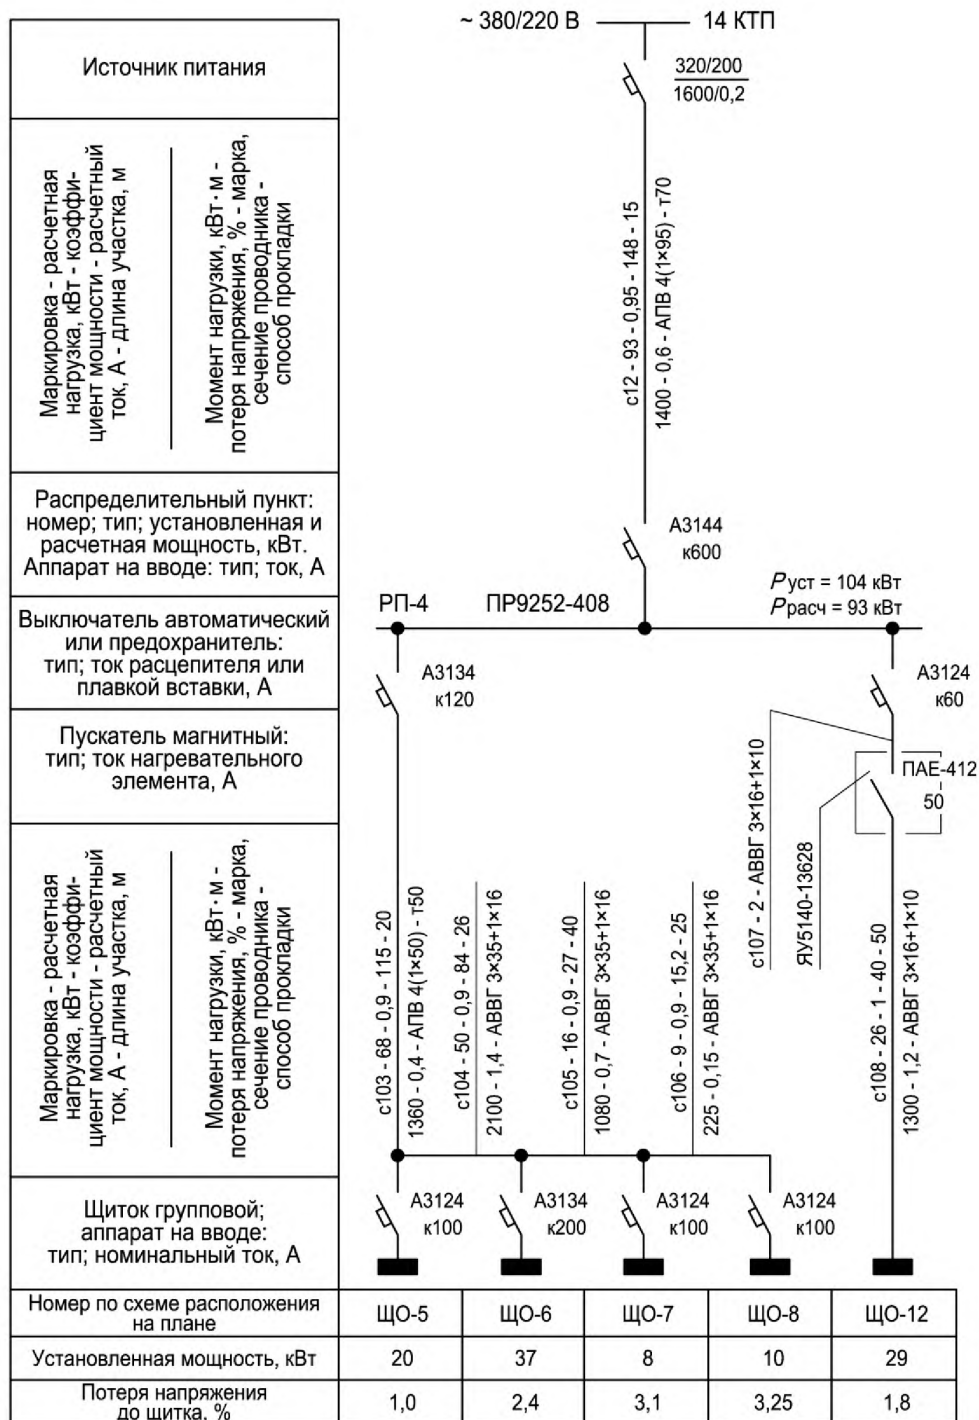 ~ 380/220 В
14 КТП
Источник питания
320/200
1600/0,2
Маркировка - расчетная
нагрузка, кВт - коэффи-
циент мощности - расчетный
ток, А - длина участка, м
Момент нагрузки, кВт·м -
потеря напряжения, % - марка,
сечение проводника -
способ прокладки
с12 - 93 - 0,95 - 148 - 15
1400 - 0,6 - АПВ 4(1×95) - т70
Распределительный пункт:
номер; тип; установленная и
расчетная мощность, кВт.
Аппарат на вводе: тип; ток, А
А3144
к600
РП-4
ПР9252-408
Pуст = 104 кВт
Pрасч = 93 кВт
Выключатель автоматический
или предохранитель:
тип; ток расцепителя или
плавкой вставки, А
А3134
к120
А3124
к60
Пускатель магнитный:
тип; ток нагревательного
элемента, А
ПАЕ-412
50
с107 - 2 - АВВГ 3×16+1×10
ЯУ5140-13628
Маркировка - расчетная
нагрузка, кВт - коэффи-
циент мощности - расчетный
ток, А - длина участка, м
Момент нагрузки, кВт·м -
потеря напряжения, % - марка,
сечение проводника -
способ прокладки
с103 - 68 - 0,9 - 115 - 20
1360 - 0,4 - АПВ 4(1×50) - т50
с104 - 50 - 0,9 - 84 - 26
2100 - 1,4 - АВВГ 3×35+1×16
с105 - 16 - 0,9 - 27 - 40
1080 - 0,7 - АВВГ 3×35+1×16
с106 - 9 - 0,9 - 15,2 - 25
225 - 0,15 - АВВГ 3×35+1×16
с108 - 26 - 1 - 40 - 50
1300 - 1,2 - АВВГ 3×16+1×10
Щиток групповой;
аппарат на вводе:
тип; номинальный ток, А
А3124
к100
А3134
к200
А3124
к100
А3124
к100
Номер по схеме расположения
на плане
ЩО-5 ЩО-6 ЩО-7 ЩО-8 ЩО-12
Установленная мощность, кВт 20 37 8 10 29
Потеря напряжения
до щитка, %
1,0 2,4 3,1 3,25 1,8